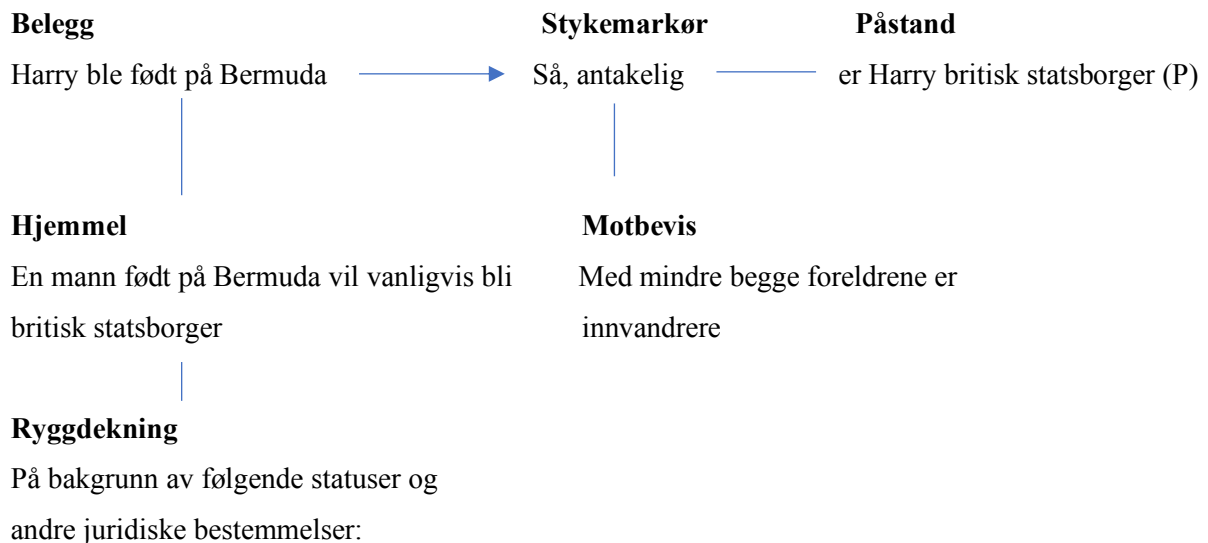 Belegg Stykemarkør Påstand
Harry ble født på Bermuda Så, antakelig er Harry britisk statsborger (P)
Hjemmel Motbevis
En mann født på Bermuda vil vanligvis bli Med mindre begge foreldrene er
britisk statsborger innvandrere
Ryggdekning
På bakgrunn av følgende statuser og
andre juridiske bestemmelser: